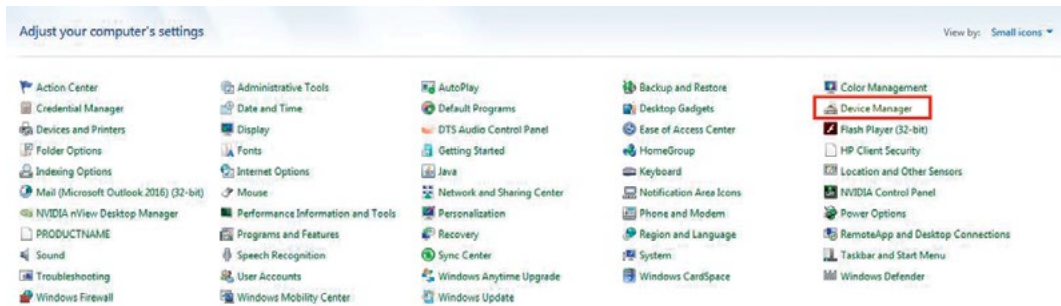 Adjust your computer's settings View by: Small icons
Action Center Administrative Tools AutoPlay Backup and Restore Color Management
Credential Manager Date and Time Default Programs Desktop Gadgets Device Manager
Devices and Printers Display DTS Audio Control Panel Ease of Access Center Flash Player (32-bit)
Folder Options Fonts Getting Started HomeGroup HP Client Security
Indexing Options Internet Options Java Keyboard Location and Other Sensors
Mail (Microsoft Outlook 2016) (32-bit) Mouse Network and Sharing Center Notification Area Icons NVIDIA Control Panel
NVIDIA nView Desktop Manager Performance Information and Tools Personalization Phone and Modem Power Options
PRODUCTNAME Programs and Features Recovery Region and Language RemoteApp and Desktop Connections
Sound Speech Recognition Sync Center System Taskbar and Start Menu
Troubleshooting User Accounts Windows Anytime Upgrade Windows CardSpace Windows Defender
Windows Firewall Windows Mobility Center Windows Update